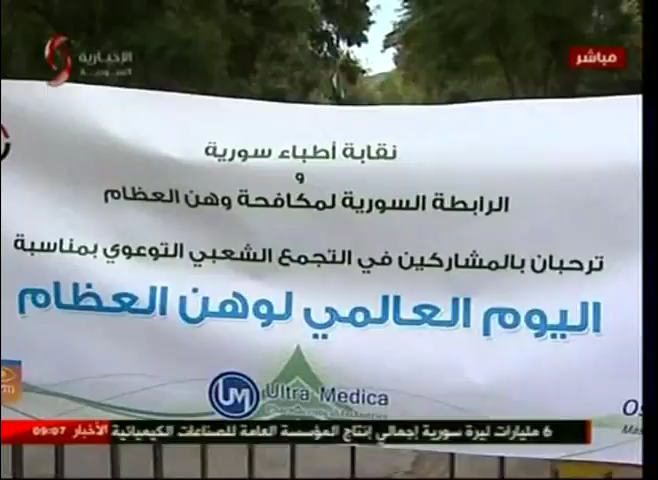 الإخبارية
السورية
مباشر
نقابة أطباء سورية
و
الرابطة السورية لمكافحة وهن العظام
ترحبان بالمشاركين في التجمع الشعبي التوعوي بمناسبة
اليوم العالمي لوهن العظام
UM Ultra Medica
6 مليارات ليرة سورية إجمالي إنتاج المؤسسة العامة للصناعات الكيميائية
الأخبار 09:07